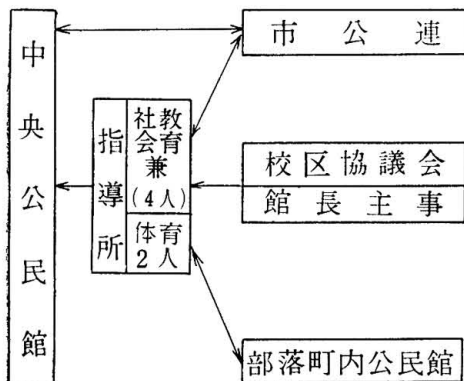 中央公民館
指導所
社会教育兼
(4人)
体育
2人
市公連
校区協議会
館長主事
部落町内公民館